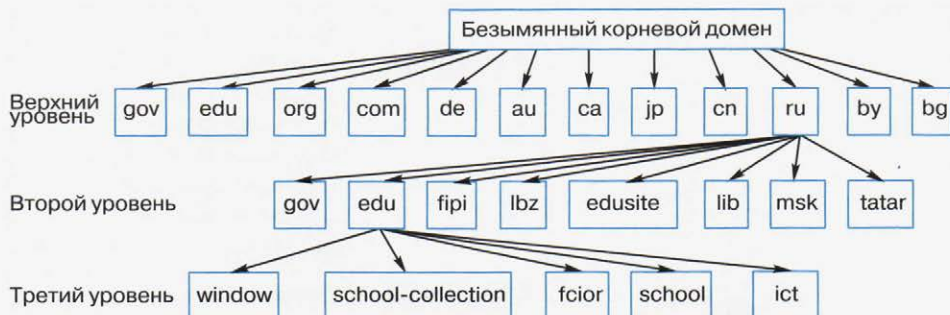 Безымянный корневой домен
Верхний уровень
gov edu org com de au ca jp cn ru by bg
Второй уровень
gov edu fipi lbz edusite lib msk tatar
Третий уровень
window school-collection fcior school ict